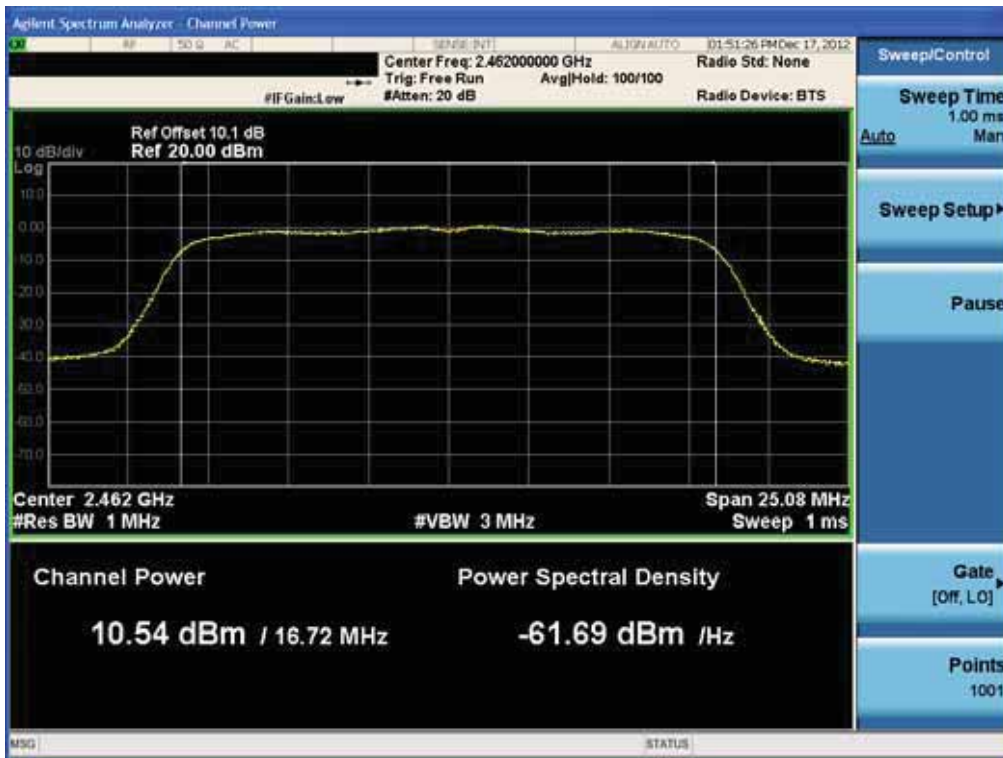 Agilent Spectrum Analyzer - Channel Power
RF 50 Ω AC SENSE:INT ALIGN AUTO 01:51:26 PM Dec 17, 2012
Center Freq: 2.462000000 GHz Radio Std: None
Trig: Free Run Avg|Hold: 100/100
#IFGain:Low #Atten: 20 dB Radio Device: BTS
Ref Offset 10.1 dB
10 dB/div Ref 20.00 dBm
Log
10.0
0.00
-10.0
-20.0
-30.0
-40.0
-50.0
-60.0
-70.0
Center 2.462 GHz Span 25.08 MHz
#Res BW 1 MHz #VBW 3 MHz Sweep 1 ms
Channel Power Power Spectral Density
10.54 dBm / 16.72 MHz -61.69 dBm /Hz
MSG STATUS
Sweep/Control
Sweep Time
1.00 ms
Auto Man
Sweep Setup
Pause
Gate
[Off, LO]
Points
1001